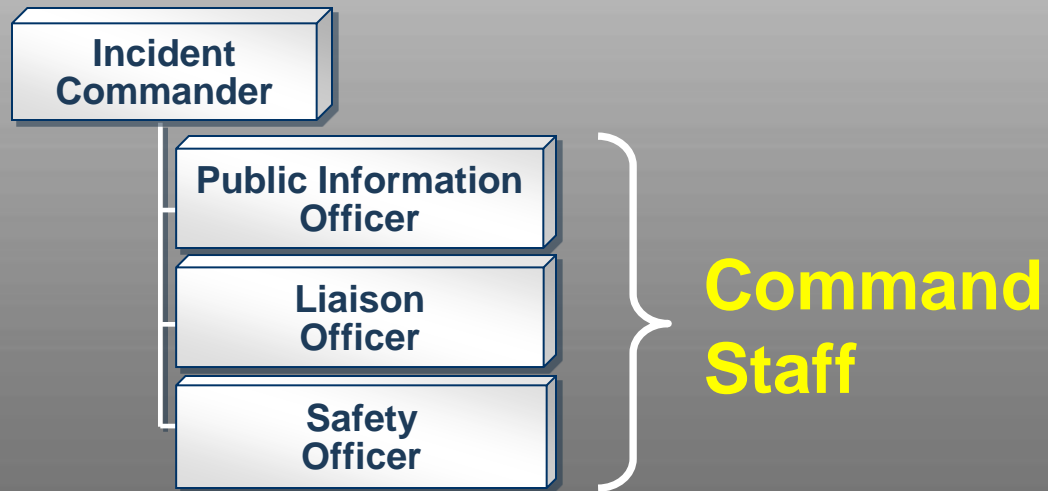 Incident
Commander
Public Information
Officer
Liaison
Officer
Safety
Officer
Command
Staff